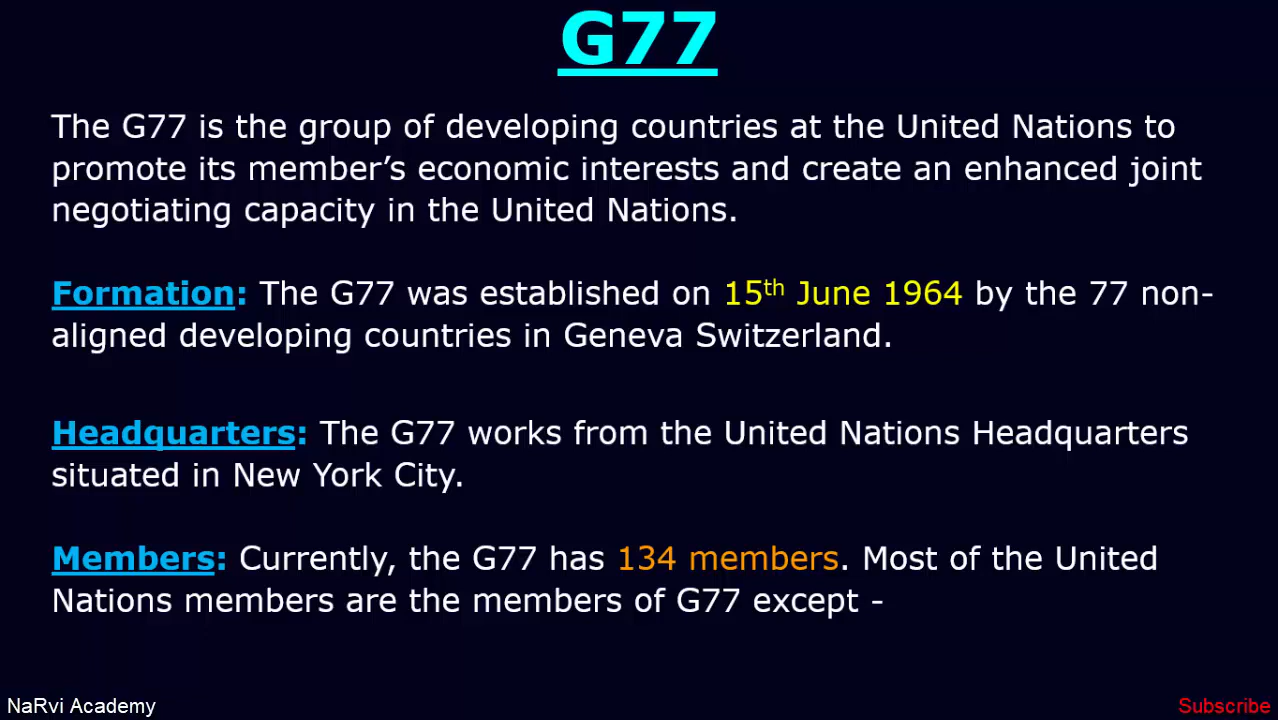 G77
The G77 is the group of developing countries at the United Nations to
promote its member’s economic interests and create an enhanced joint
negotiating capacity in the United Nations.
Formation: The G77 was established on 15th June 1964 by the 77 non-
aligned developing countries in Geneva Switzerland.
Headquarters: The G77 works from the United Nations Headquarters
situated in New York City.
Members: Currently, the G77 has 134 members. Most of the United
Nations members are the members of G77 except -
NaRvi Academy
Subscribe